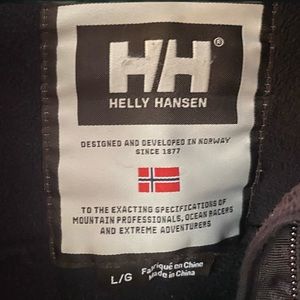 HH®
HELLY HANSEN
DESIGNED AND DEVELOPED IN NORWAY
SINCE 1877
TO THE EXACTING SPECIFICATIONS OF
MOUNTAIN PROFESSIONALS, OCEAN RACERS
AND EXTREME ADVENTURERS
L/G
Fabriqué en Chine
Made in China